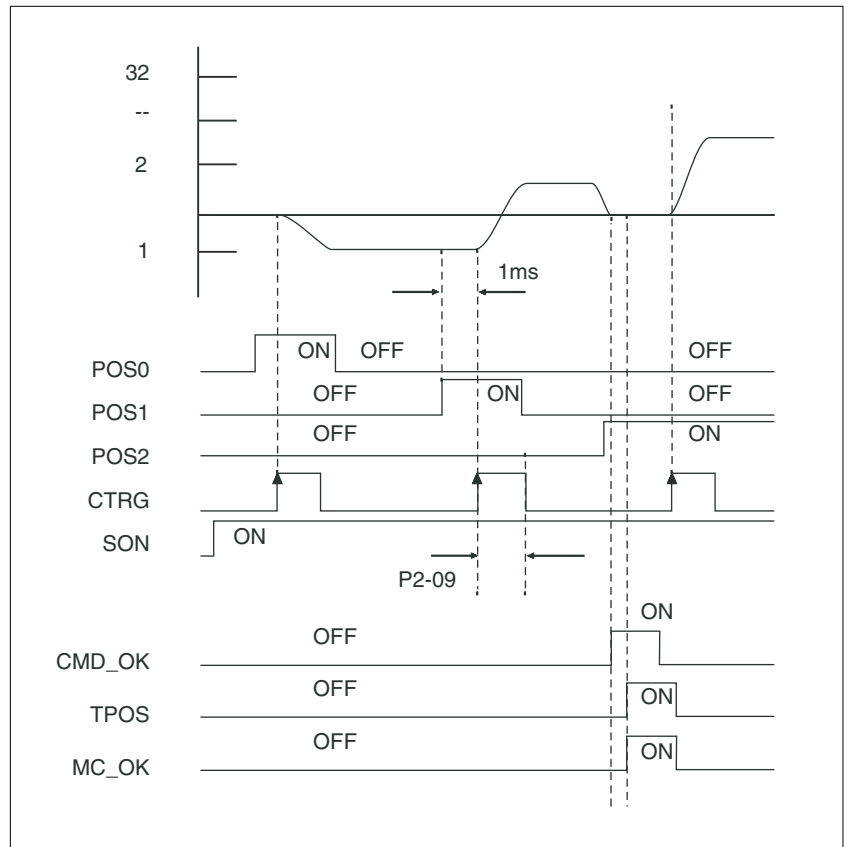 32
--
2
1
1ms
POS0 ON OFF OFF
POS1 OFF ON OFF
POS2 OFF ON
CTRG
SON ON
P2-09
ON
CMD_OK OFF
TPOS OFF ON
MC_OK OFF ON